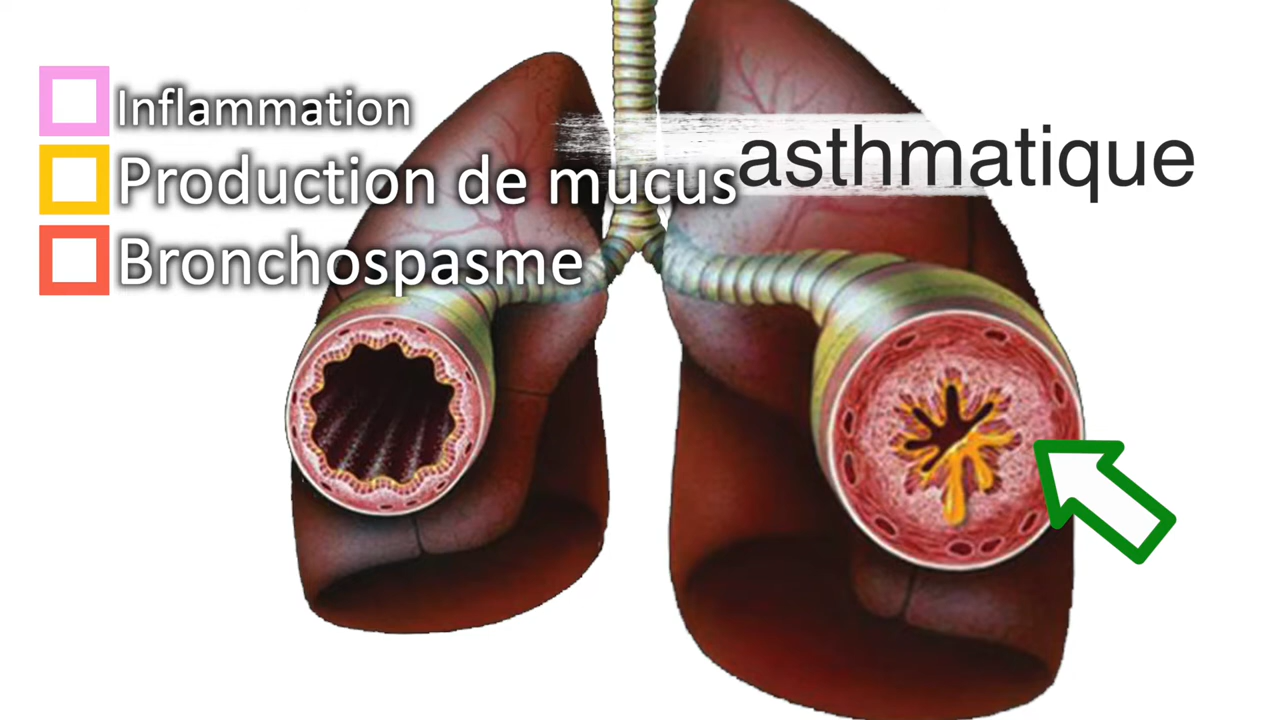 Inflammation
Production de mucus
Bronchospasme
asthmatique